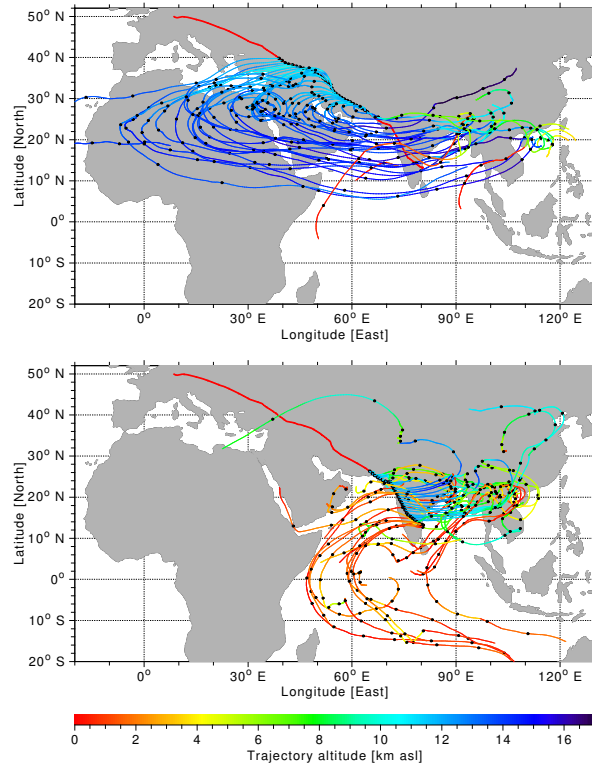 50° N
40° N
30° N
20° N
10° N
0°
10° S
20° S
Latitude [North]
0° 30° E 60° E 90° E 120° E
Longitude [East]
50° N
40° N
30° N
20° N
10° N
0°
10° S
20° S
Latitude [North]
0° 30° E 60° E 90° E 120° E
Longitude [East]
0 2 4 6 8 10 12 14 16
Trajectory altitude [km asl]